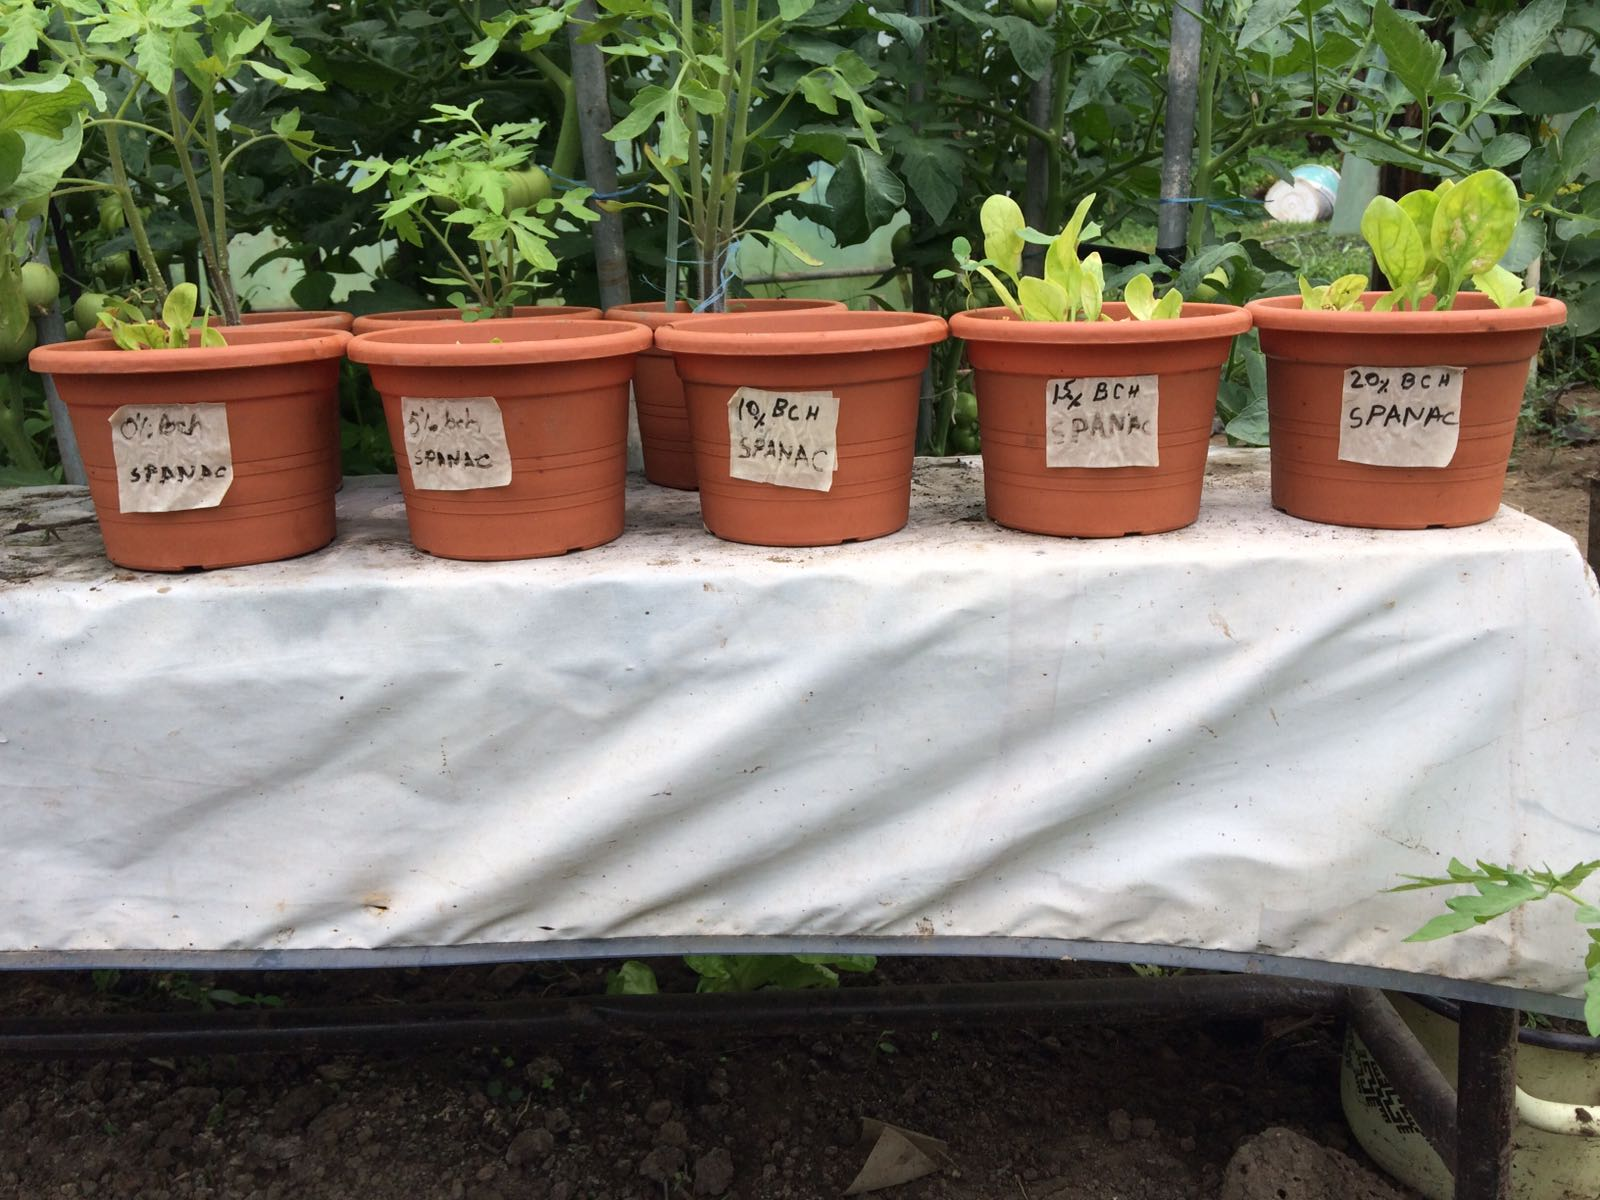 0% bch
SPANAC
5% bch
SPANAC
10% BCH
SPANAC
15% BCH
SPANAC
20% BCH
SPANAC